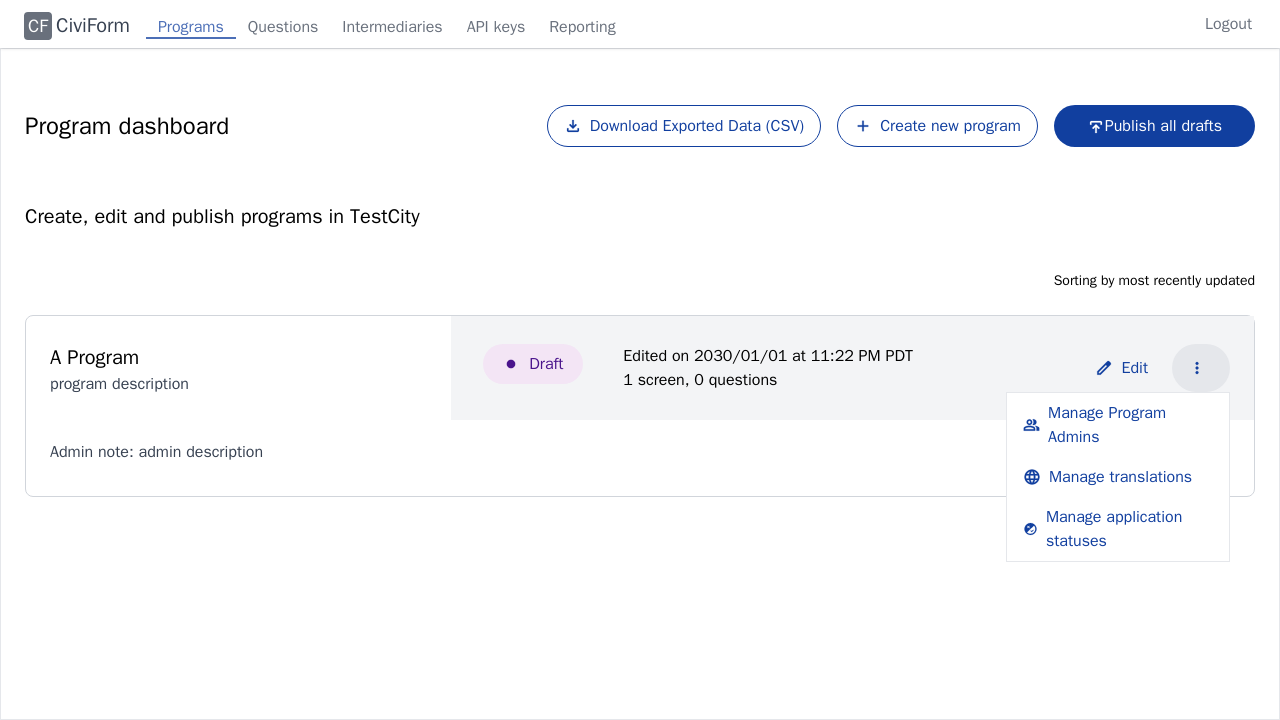 CF CiviForm Programs Questions Intermediaries API keys Reporting Logout
Program dashboard Download Exported Data (CSV) Create new program Publish all drafts
Create, edit and publish programs in TestCity
Sorting by most recently updated
A Program
program description
Draft
Edited on 2030/01/01 at 11:22 PM PDT
1 screen, 0 questions
Edit
Manage Program
Admins
Manage translations
Manage application
statuses
Admin note: admin description